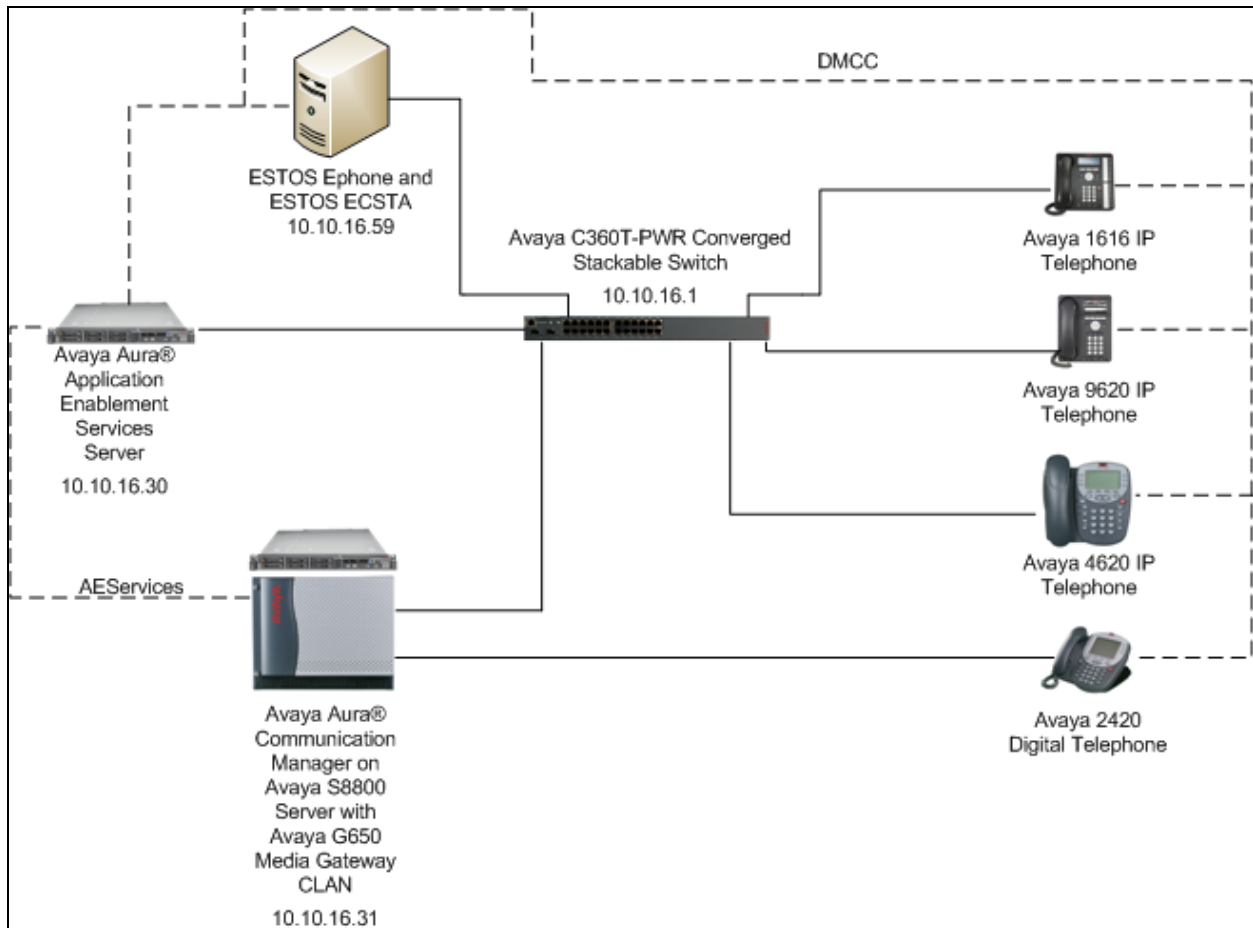 DMCC
ESTOS Ephone and
ESTOS ECSTA
10.10.16.59
Avaya C360T-PWR Converged
Stackable Switch
10.10.16.1
Avaya 1616 IP
Telephone
Avaya Aura®
Application
Enablement
Services
Server
10.10.16.30
Avaya 9620 IP
Telephone
Avaya 4620 IP
Telephone
AEServices
AVAYA
Avaya Aura®
Communication
Manager on
Avaya S8800
Server with
Avaya G650
Media Gateway
CLAN
10.10.16.31
Avaya 2420
Digital Telephone